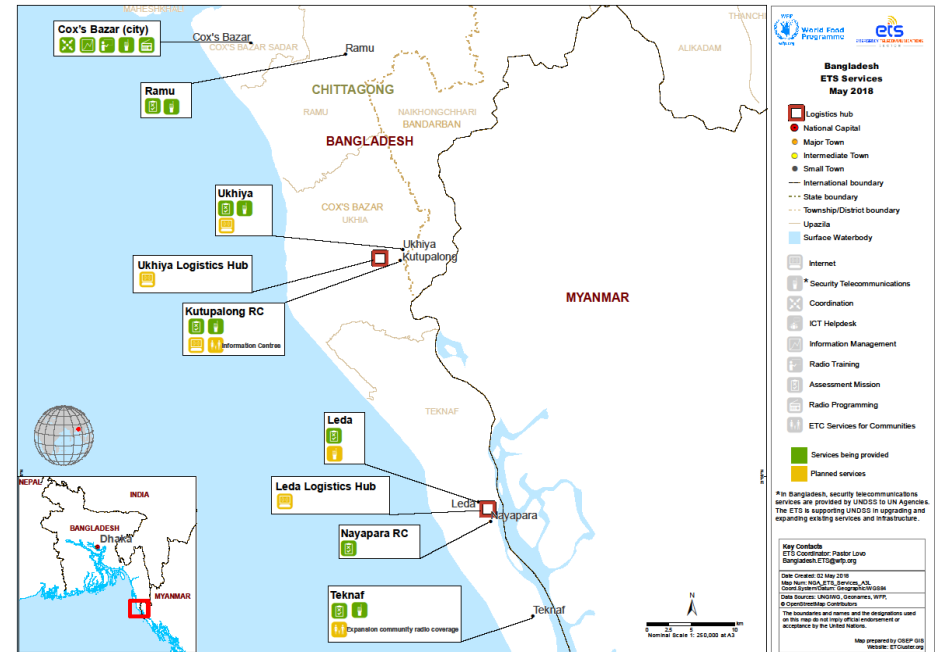 MAHESHKHALI
THANCHI
Cox's Bazar (city)
Cox's Bazar
COX'S BAZAR SADAR
Ramu
ALIKADAM
Ramu
CHITTAGONG
RAMU
NAIKHONGCHHARI
BANDARBAN
BANGLADESH
Ukhiya
COX'S BAZAR
UKHIA
Ukhiya
Kutupalong
Ukhiya Logistics Hub
MYANMAR
Kutupalong RC
Information Centres
TEKNAF
Leda
Leda Logistics Hub
Leda
Nayapara
Nayapara RC
Teknaf
Expansion community radio coverage
Teknaf
NEPAL
INDIA
BANGLADESH
Dhaka
MYANMAR
N
0 2.5 5 10
km
Nominal Scale 1: 250,000 at A3
WFP
wfp.org
World Food
Programme
ets
EMERGENCY TELECOMMUNICATIONS
Bangladesh
ETS Services
May 2018
Logistics hub
National Capital
Major Town
Intermediate Town
Small Town
International boundary
State boundary
Township/District boundary
Upazila
Surface Waterbody
Internet
* Security Telecommunications
Coordination
ICT Helpdesk
Information Management
Radio Training
Assessment Mission
Radio Programming
ETC Services for Communities
Services being provided
Planned services
*In Bangladesh, security telecommunications
services are provided by UNDSS to UN Agencies.
The ETS is supporting UNDSS in upgrading and
expanding existing services and infrastructure.
Key Contacts
ETS Coordinator: Pastor Lovo
Bangladesh.ETS@wfp.org
Date Created: 02 May 2018
Map Num: NGA_ETS_Services_A3L
Coord.System/Datum: Geographic/WGS84
Data Sources: UNGIWG, Geonames, WFP,
© OpenStreetMap Contributors
The boundaries and names and the designations used
on this map do not imply official endorsement or
acceptance by the United Nations.
Map prepared by OSEP GIS
Website: ETCluster.org